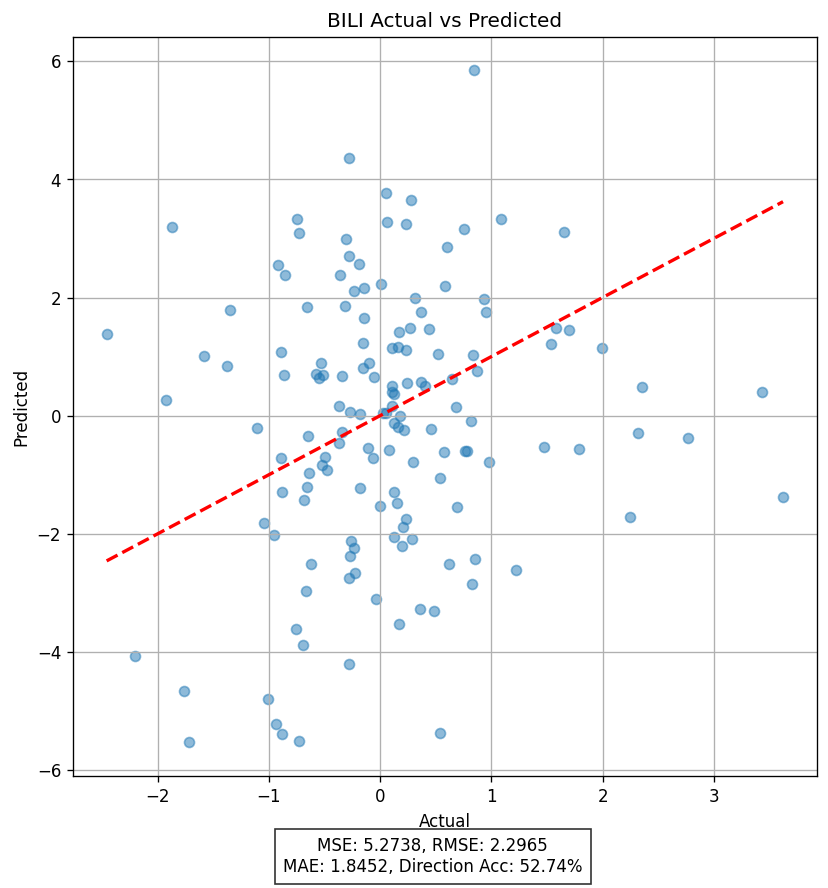 BILI Actual vs Predicted
6
4
2
0
−2
−4
−6
Predicted
−2
−1
0
1
2
3
Actual
MSE: 5.2738, RMSE: 2.2965
MAE: 1.8452, Direction Acc: 52.74%